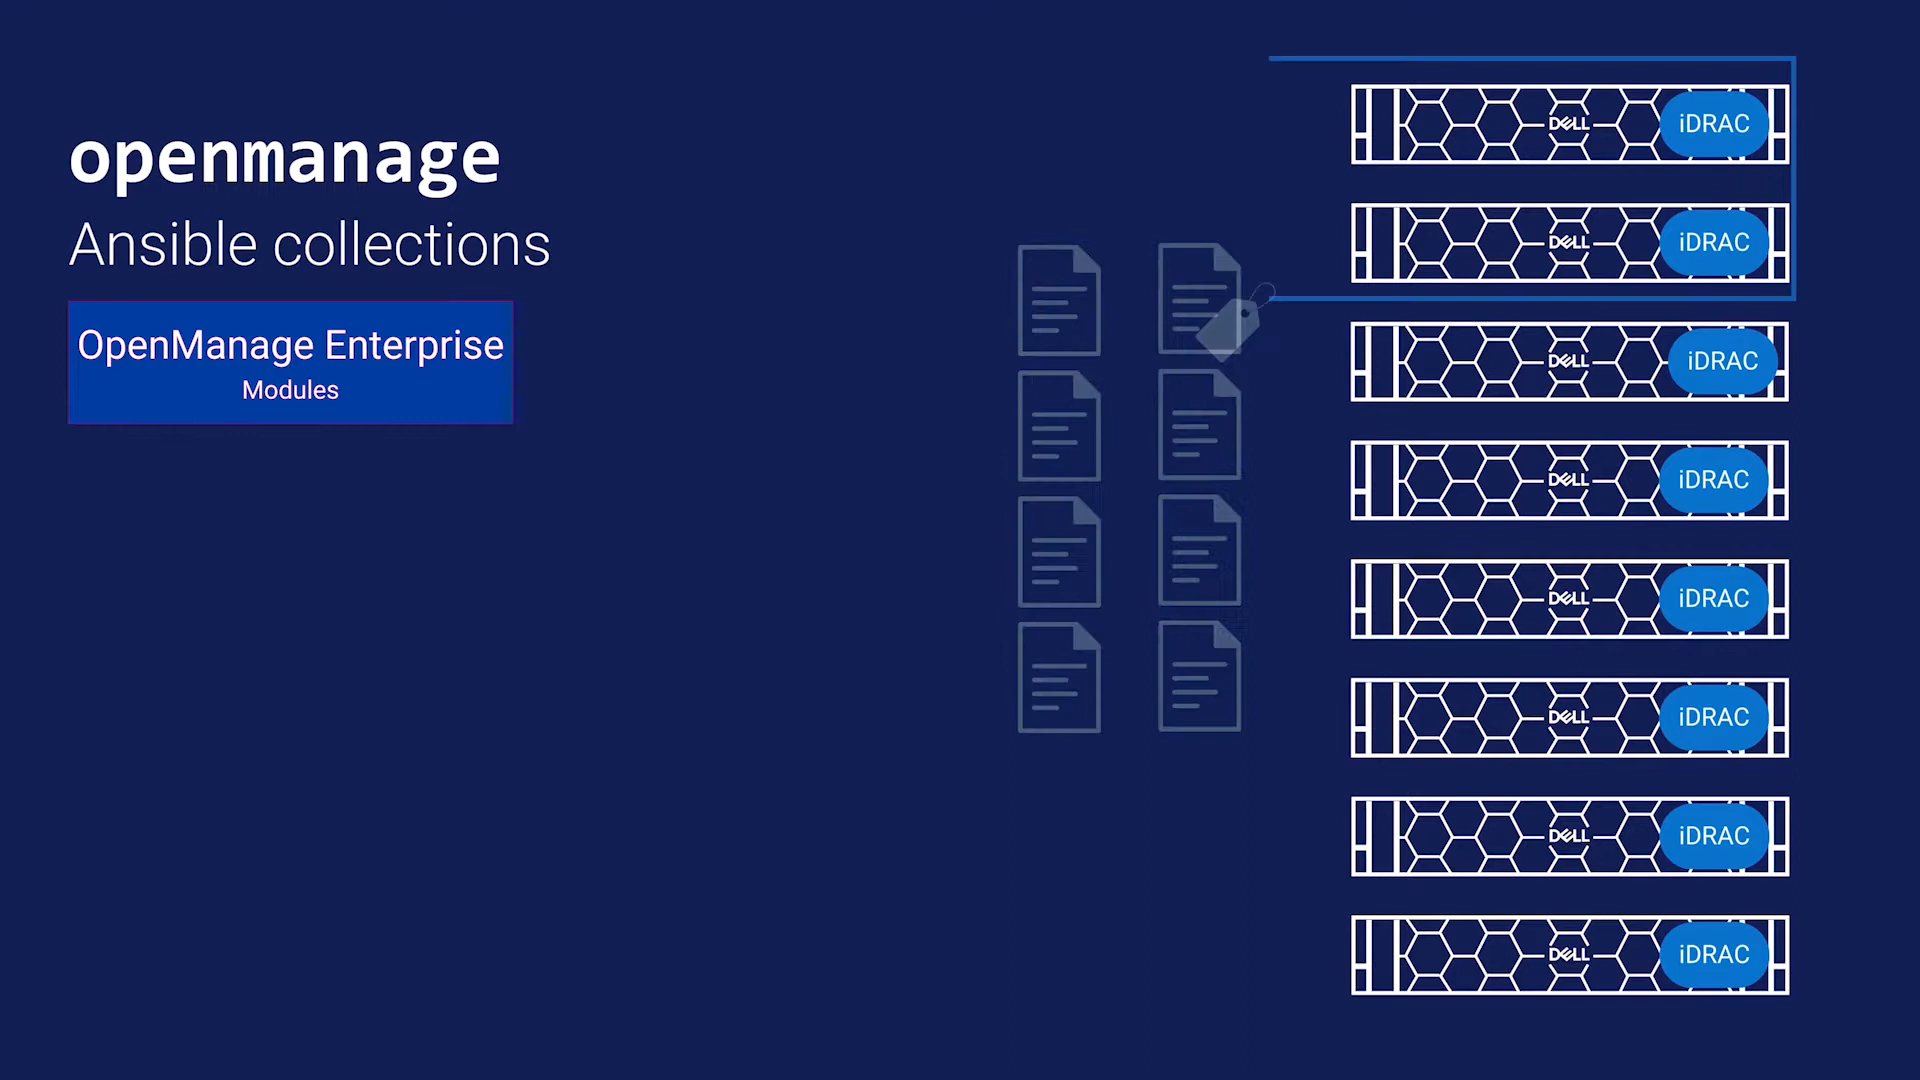 openmanage
Ansible collections
OpenManage Enterprise
Modules
DELL iDRAC
DELL iDRAC
DELL iDRAC
DELL iDRAC
DELL iDRAC
DELL iDRAC
DELL iDRAC
DELL iDRAC